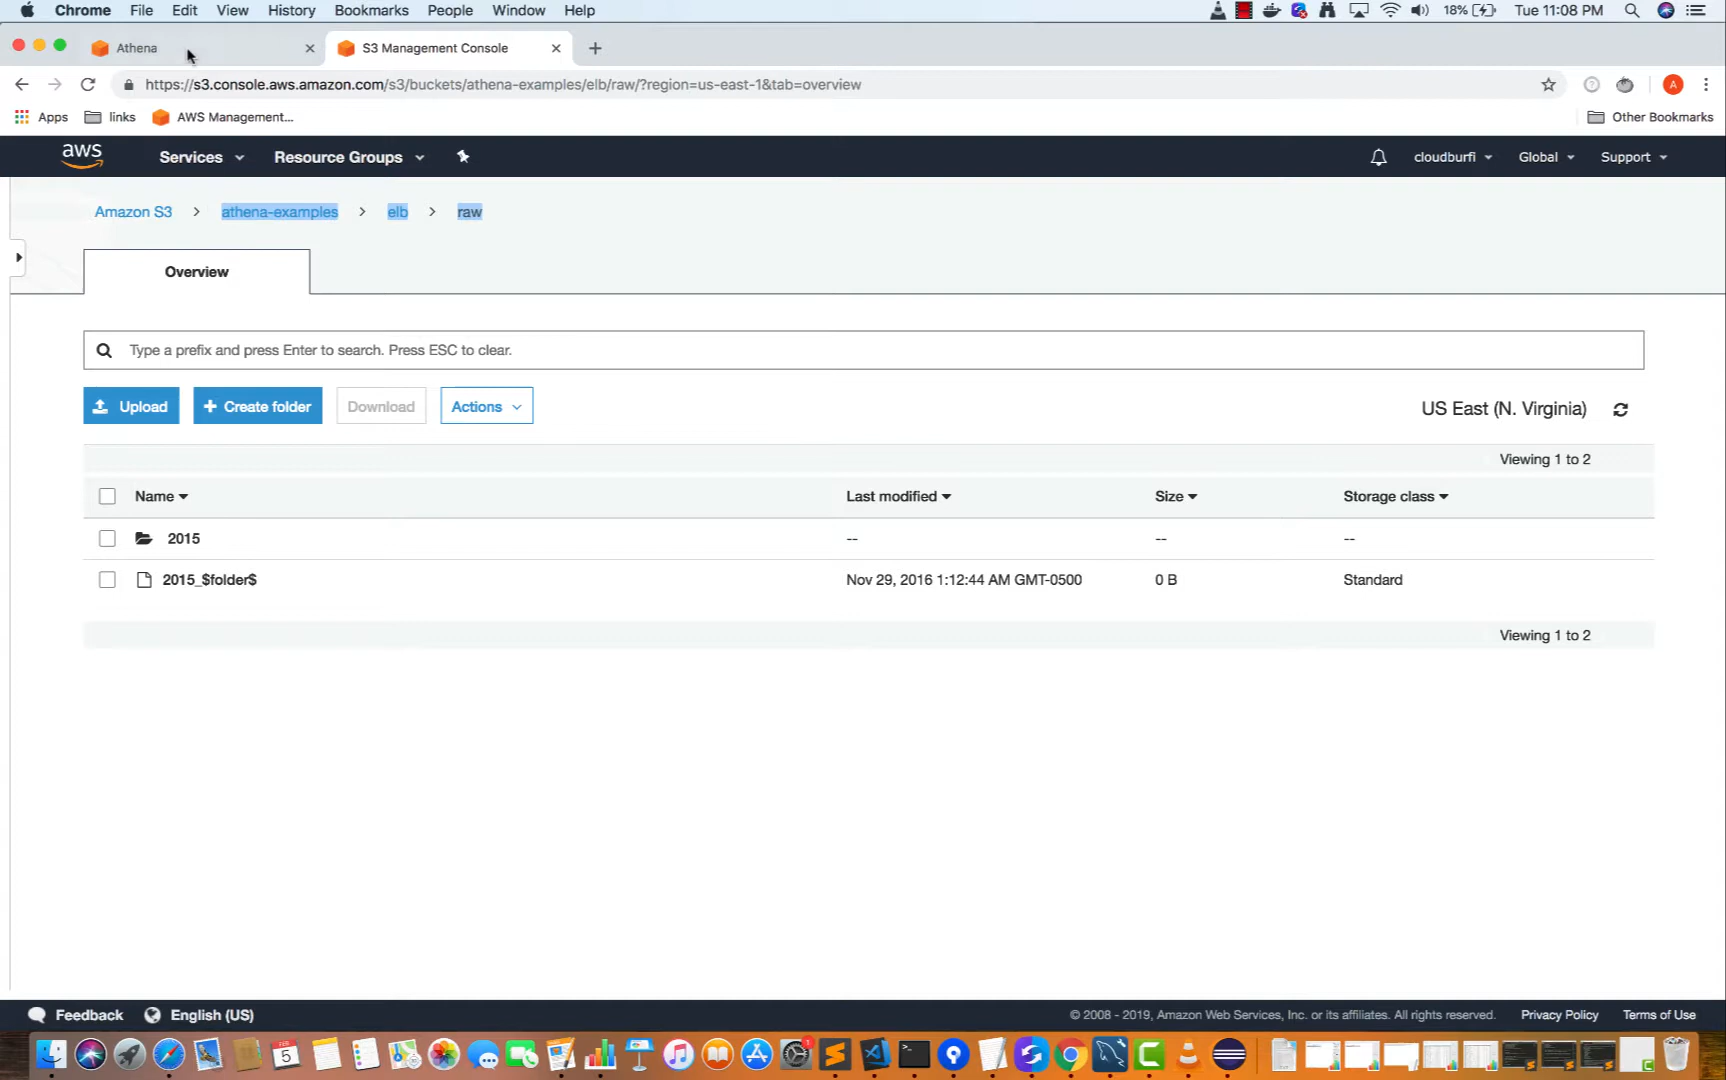 Chrome File Edit View History Bookmarks People Window Help 18% Tue 11:08 PM
Athena S3 Management Console
https://s3.console.aws.amazon.com/s3/buckets/athena-examples/elb/raw/?region=us-east-1&tab=overview A
Apps links AWS Management... Other Bookmarks
aws Services Resource Groups cloudburfi Global Support
Amazon S3 > athena-examples > elb > raw
Overview
Type a prefix and press Enter to search. Press ESC to clear.
Upload + Create folder Download Actions US East (N. Virginia)
Viewing 1 to 2
Name Last modified Size Storage class
2015 -- -- --
2015_$folder$ Nov 29, 2016 1:12:44 AM GMT-0500 0 B Standard
Viewing 1 to 2
Feedback English (US) © 2008 - 2019, Amazon Web Services, Inc. or its affiliates. All rights reserved. Privacy Policy Terms of Use
FEB
5
1